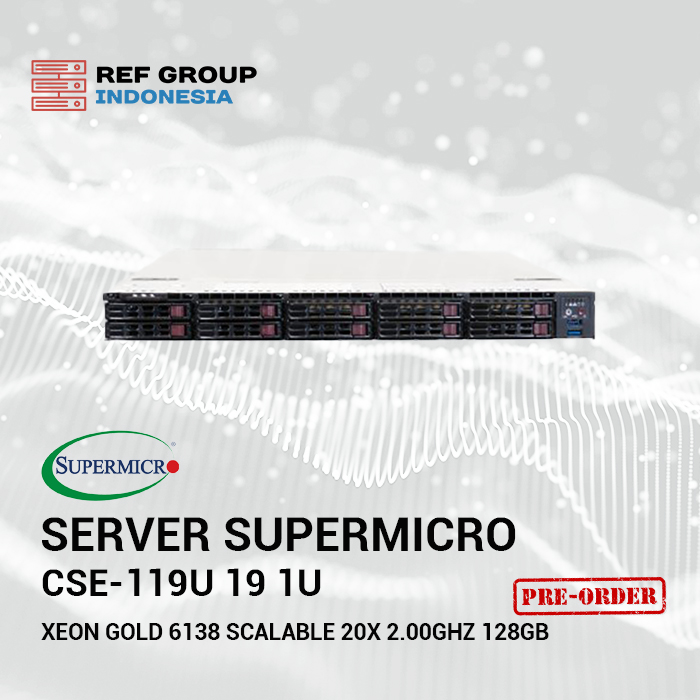 REF GROUP
INDONESIA
SUPERMICRO
®
SERVER SUPERMICRO
CSE-119U 19 1U
PRE-ORDER
XEON GOLD 6138 SCALABLE 20X 2.00GHZ 128GB